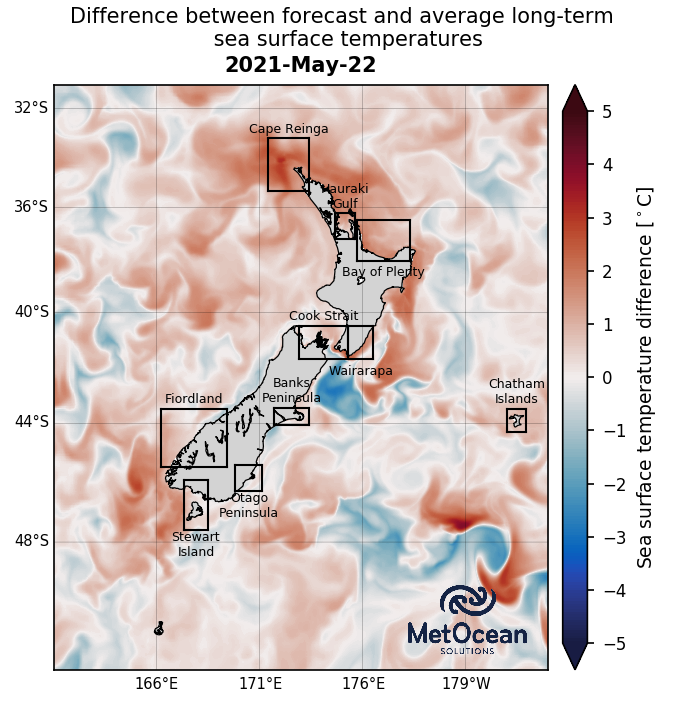 Difference between forecast and average long-term
sea surface temperatures
2021-May-22
32°S
36°S
40°S
44°S
48°S
166°E
171°E
176°E
179°W
Cape Reinga
Hauraki
Gulf
Bay of Plenty
Cook Strait
Wairarapa
Banks
Peninsula
Fiordland
Chatham
Islands
Otago
Peninsula
Stewart
Island
MetOcean
SOLUTIONS
5
4
3
2
1
0
−1
−2
−3
−4
−5
Sea surface temperature difference [°C]